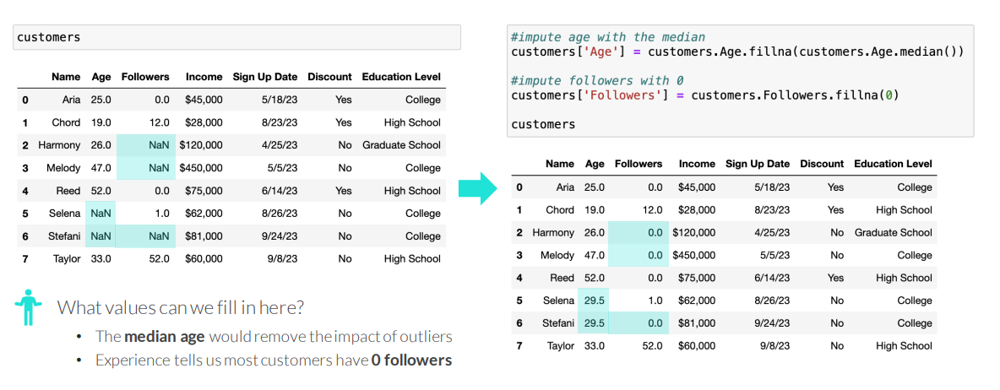 customers
Name Age Followers Income Sign Up Date Discount Education Level
0 Aria 25.0 0.0 $45,000 5/18/23 Yes College
1 Chord 19.0 12.0 $28,000 8/23/23 Yes High School
2 Harmony 26.0 NaN $120,000 4/25/23 No Graduate School
3 Melody 47.0 NaN $450,000 5/5/23 No College
4 Reed 52.0 0.0 $75,000 6/14/23 Yes High School
5 Selena NaN 1.0 $62,000 8/26/23 No College
6 Stefani NaN NaN $81,000 9/24/23 No College
7 Taylor 33.0 52.0 $60,000 9/8/23 No High School
What values can we fill in here?
• The median age would remove the impact of outliers
• Experience tells us most customers have 0 followers
#impute age with the median
customers['Age'] = customers.Age.fillna(customers.Age.median())
#impute followers with 0
customers['Followers'] = customers.Followers.fillna(0)
customers
Name Age Followers Income Sign Up Date Discount Education Level
0 Aria 25.0 0.0 $45,000 5/18/23 Yes College
1 Chord 19.0 12.0 $28,000 8/23/23 Yes High School
2 Harmony 26.0 0.0 $120,000 4/25/23 No Graduate School
3 Melody 47.0 0.0 $450,000 5/5/23 No College
4 Reed 52.0 0.0 $75,000 6/14/23 Yes High School
5 Selena 29.5 1.0 $62,000 8/26/23 No College
6 Stefani 29.5 0.0 $81,000 9/24/23 No College
7 Taylor 33.0 52.0 $60,000 9/8/23 No High School